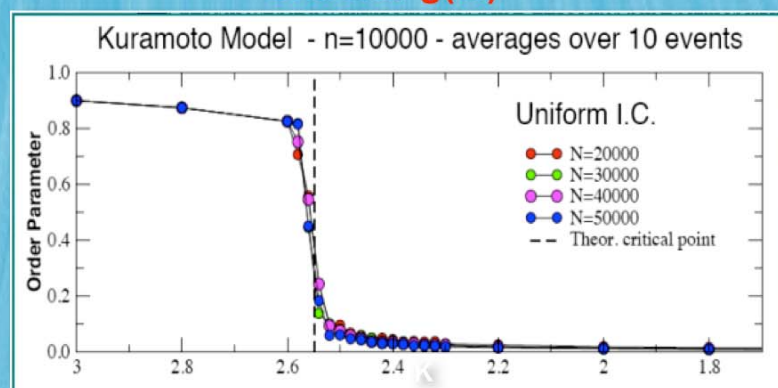 Kuramoto Model - n=10000 - averages over 10 events
Order Parameter
1.0
0.8
0.6
0.4
0.2
0.0
Uniform I.C.
N=20000
N=30000
N=40000
N=50000
Theor. critical point
3 2.8 2.6 2.4 2.2 2 1.8
K